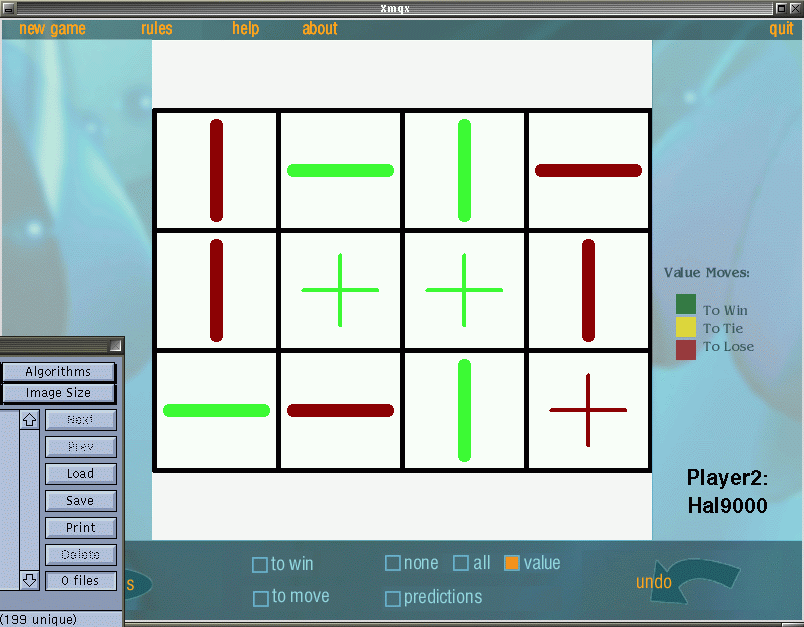 Xmqx
new game rules help about quit
Value Moves:
To Win
To Tie
To Lose
Algorithms
Image Size
Next
Prev
Load
Save
Print
Delete
0 files
(199 unique)
Player2:
Hal9000
s
to win none all value
to move predictions
undo